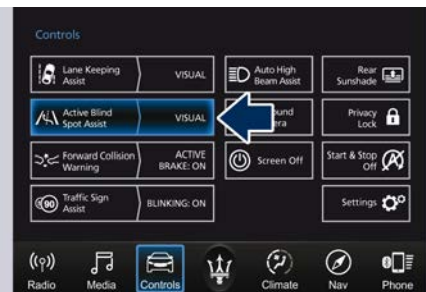 Controls
Lane Keeping
Assist
VISUAL
Auto High
Beam Assist
Rear
Sunshade
Active Blind
Spot Assist
VISUAL
Privacy
Lock
Forward Collision
Warning
ACTIVE
BRAKE: ON
Screen Off
Start & Stop
Off
90
Traffic Sign
Assist
BLINKING: ON
Settings
Radio
Media
Controls
Climate
Nav
Phone